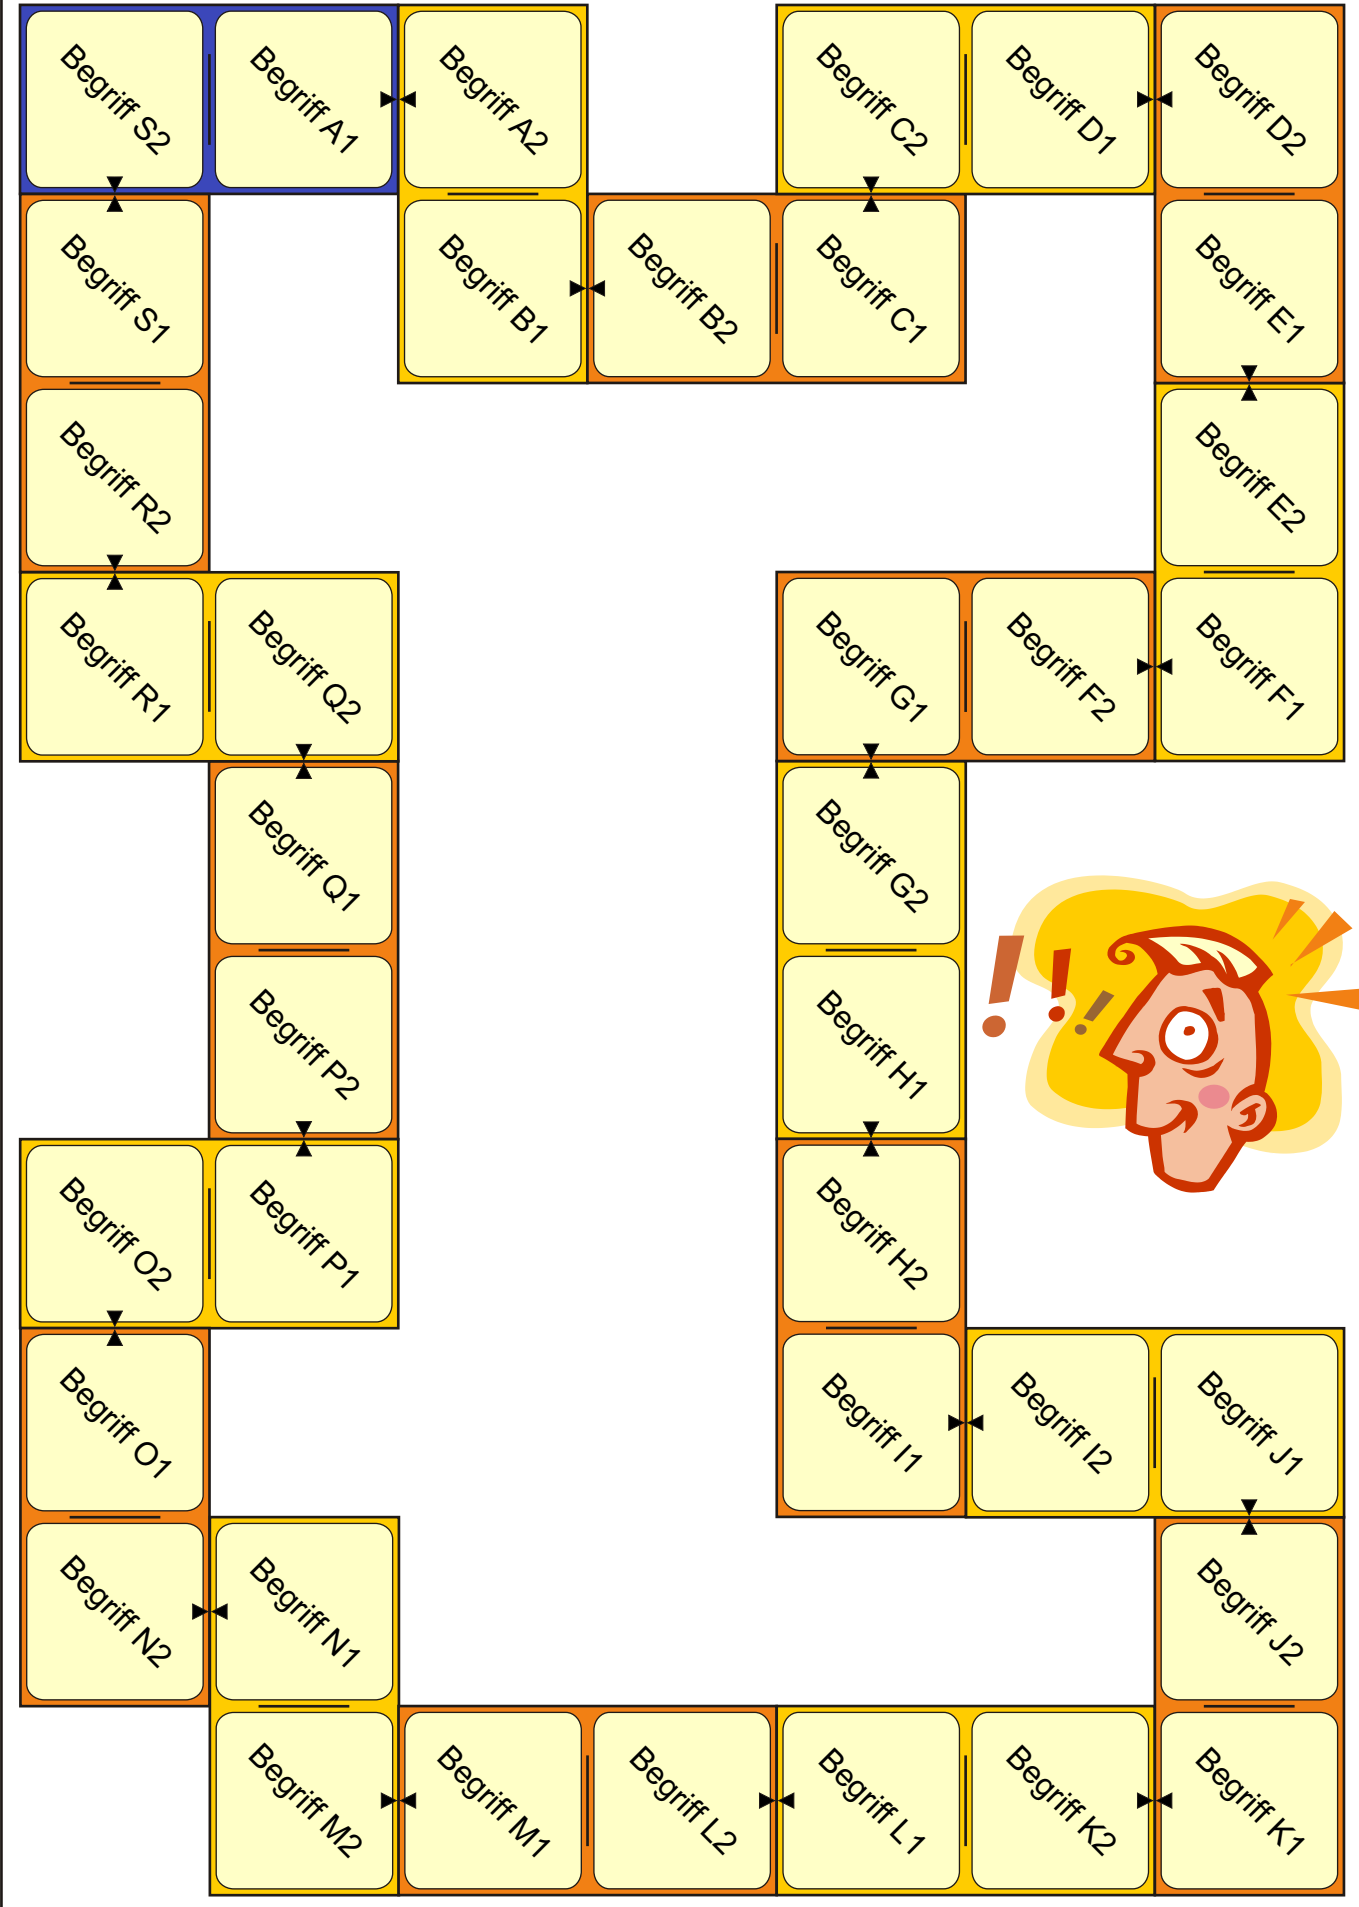 Begriff S2
Begriff A1
Begriff A2
Begriff C2
Begriff D1
Begriff D2
Begriff S1
Begriff B1
Begriff B2
Begriff C1
Begriff E1
Begriff R2
Begriff E2
Begriff R1
Begriff Q2
Begriff G1
Begriff F2
Begriff F1
Begriff Q1
Begriff G2
Begriff P2
Begriff H1
! ! !
Begriff O2
Begriff P1
Begriff H2
Begriff O1
Begriff I1
Begriff I2
Begriff J1
Begriff N2
Begriff N1
Begriff J2
Begriff M2
Begriff M1
Begriff L2
Begriff L1
Begriff K2
Begriff K1